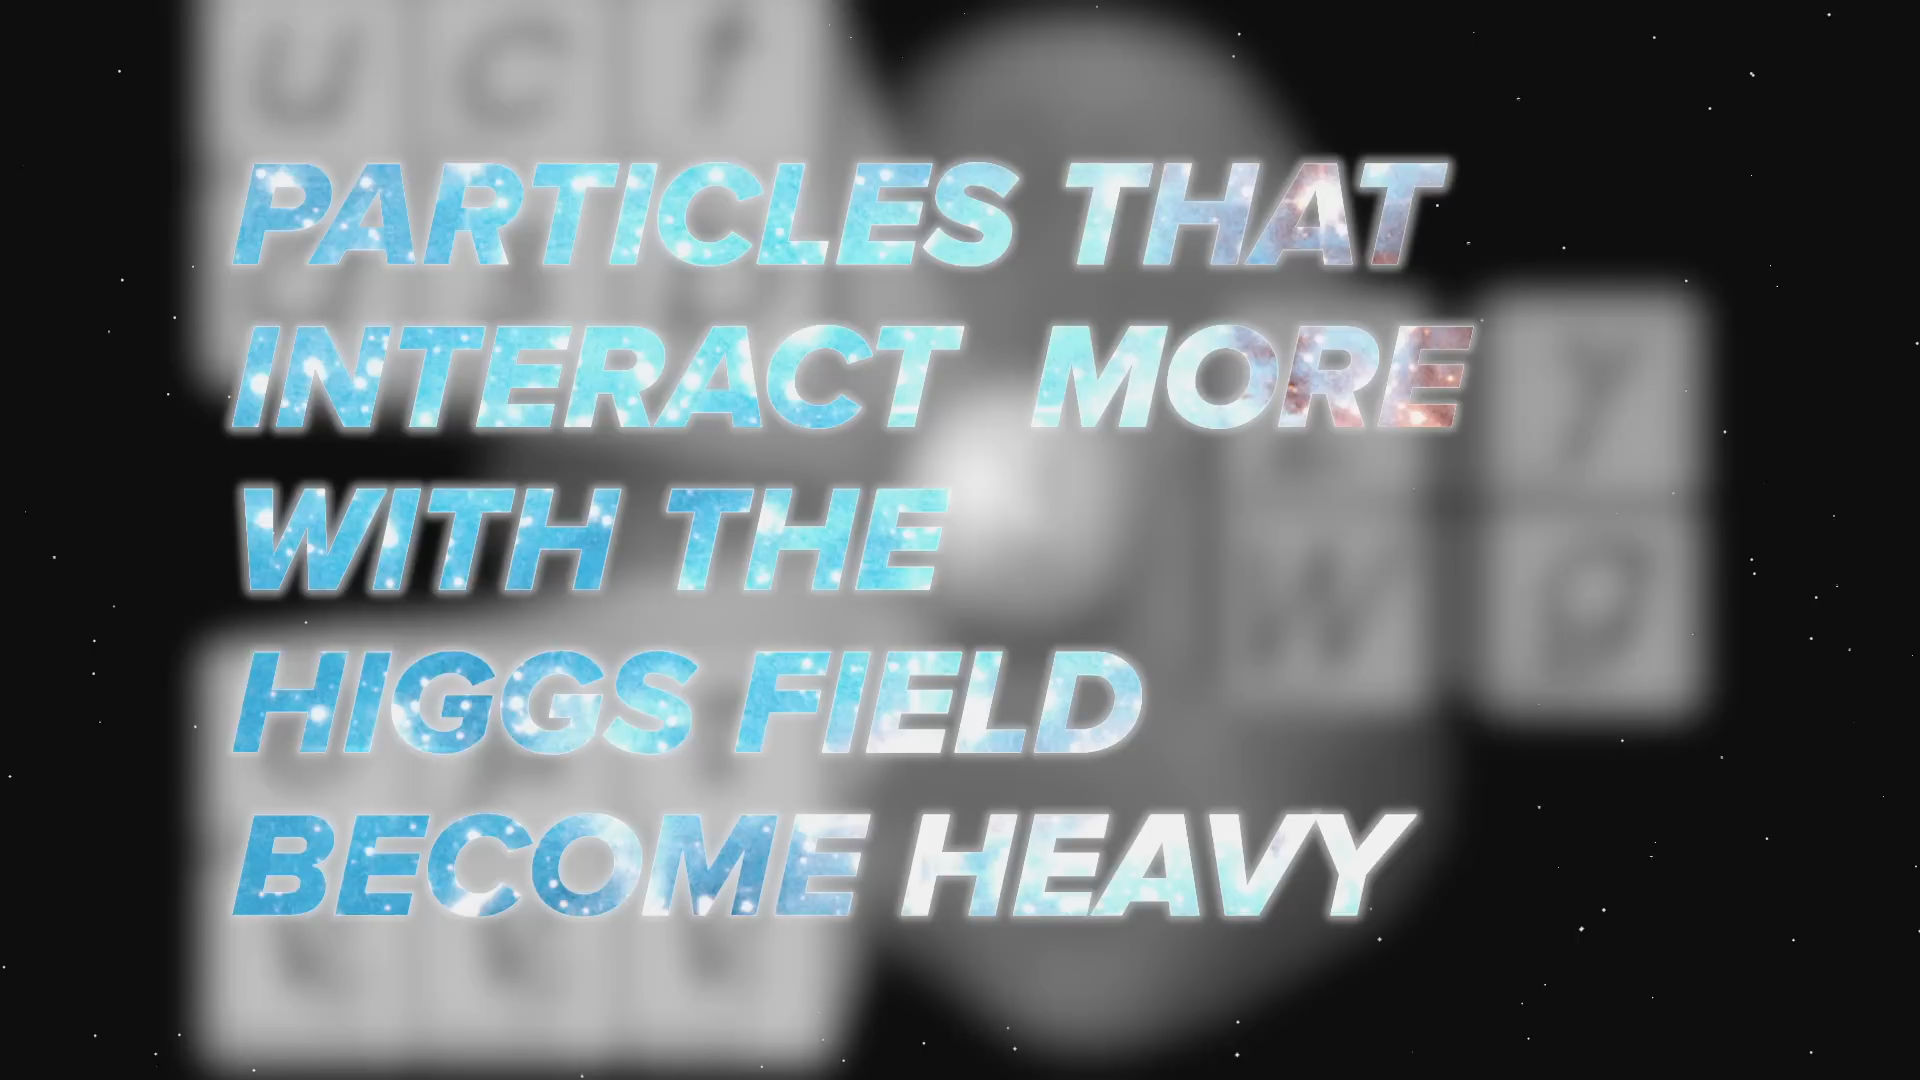 U C t
PARTICLES THAT
INTERACT MORE
WITH THE
HIGGS FIELD
BECOME HEAVY